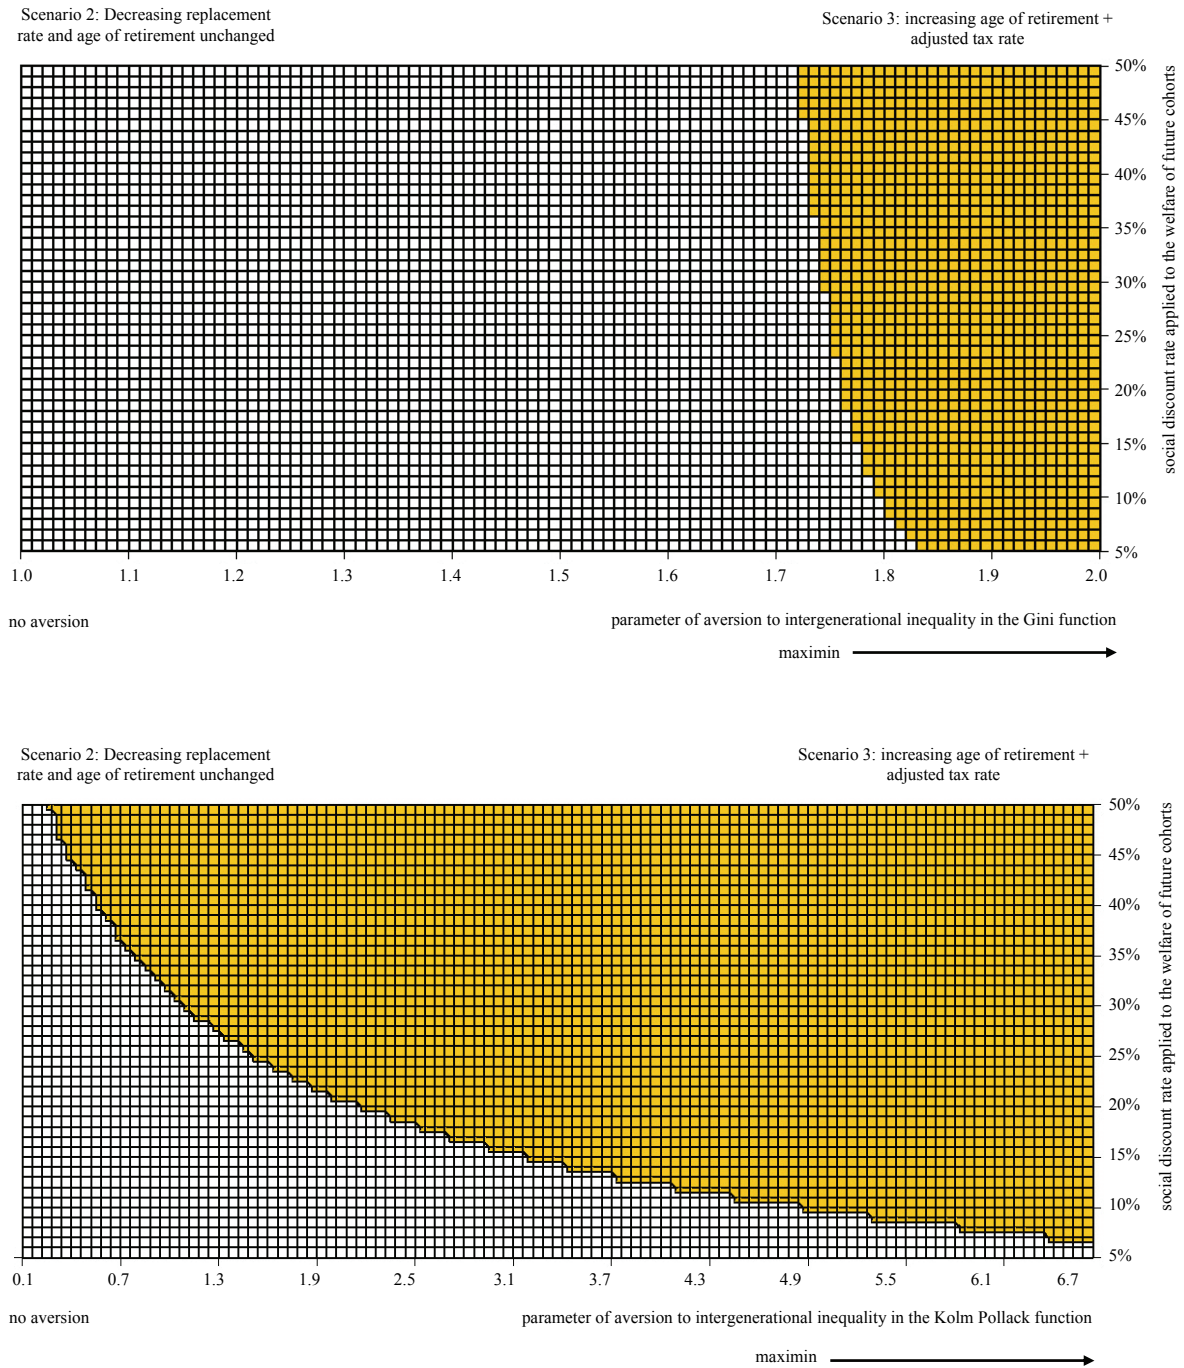 Scenario 2: Decreasing replacement
rate and age of retirement unchanged
Scenario 3: increasing age of retirement +
adjusted tax rate
50%
45%
40%
35%
30%
25%
20%
15%
10%
5%
social discount rate applied to the welfare of future cohorts
1.0 1.1 1.2 1.3 1.4 1.5 1.6 1.7 1.8 1.9 2.0
no aversion
parameter of aversion to intergenerational inequality in the Gini function
maximin
Scenario 2: Decreasing replacement
rate and age of retirement unchanged
Scenario 3: increasing age of retirement +
adjusted tax rate
50%
45%
40%
35%
30%
25%
20%
15%
10%
5%
social discount rate applied to the welfare of future cohorts
0.1 0.7 1.3 1.9 2.5 3.1 3.7 4.3 4.9 5.5 6.1 6.7
no aversion
parameter of aversion to intergenerational inequality in the Kolm Pollack function
maximin